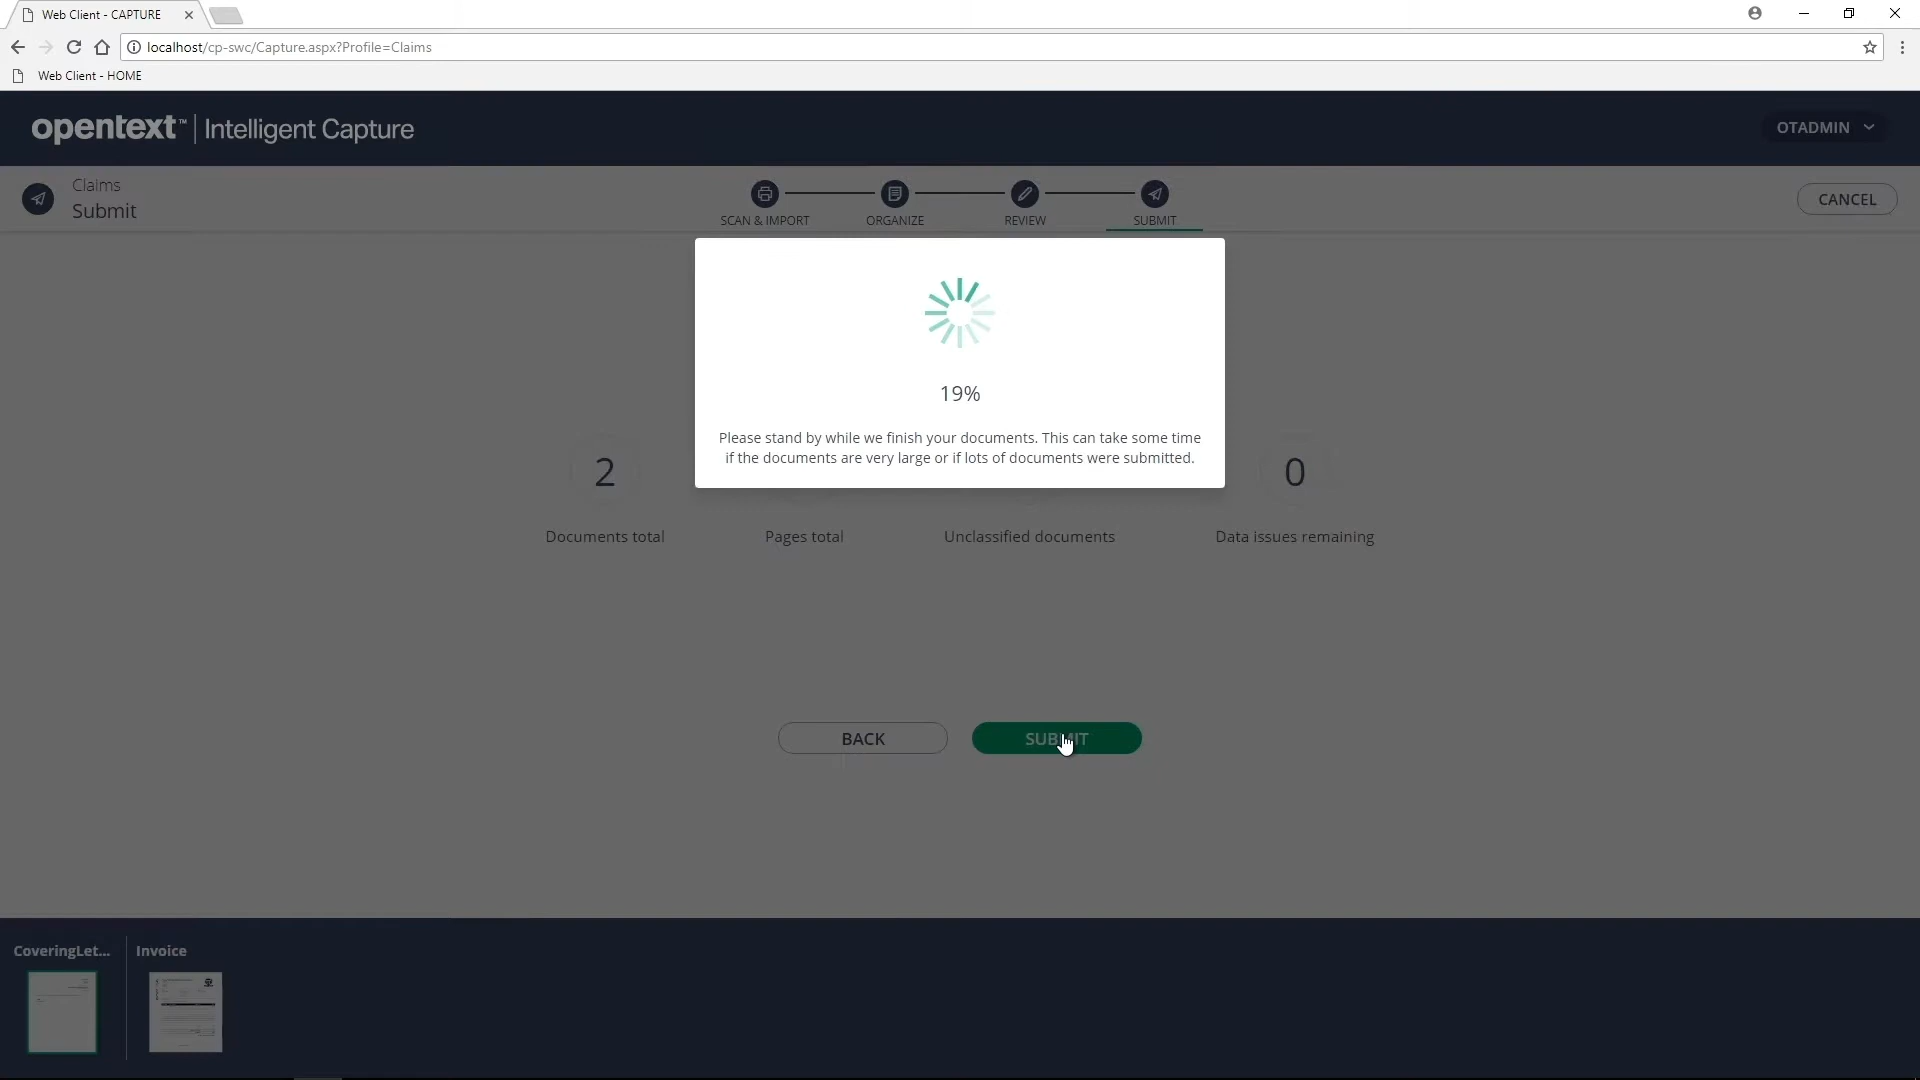 Web Client - CAPTURE
localhost/cp-swc/Capture.aspx?Profile=Claims
Web Client - HOME
opentext™ | Intelligent Capture
OTADMIN
Claims
Submit
SCAN & IMPORT
ORGANIZE
REVIEW
SUBMIT
CANCEL
19%
Please stand by while we finish your documents. This can take some time
if the documents are very large or if lots of documents were submitted.
2
0
Documents total
Pages total
Unclassified documents
Data issues remaining
BACK
SUBMIT
CoveringLet...
Invoice